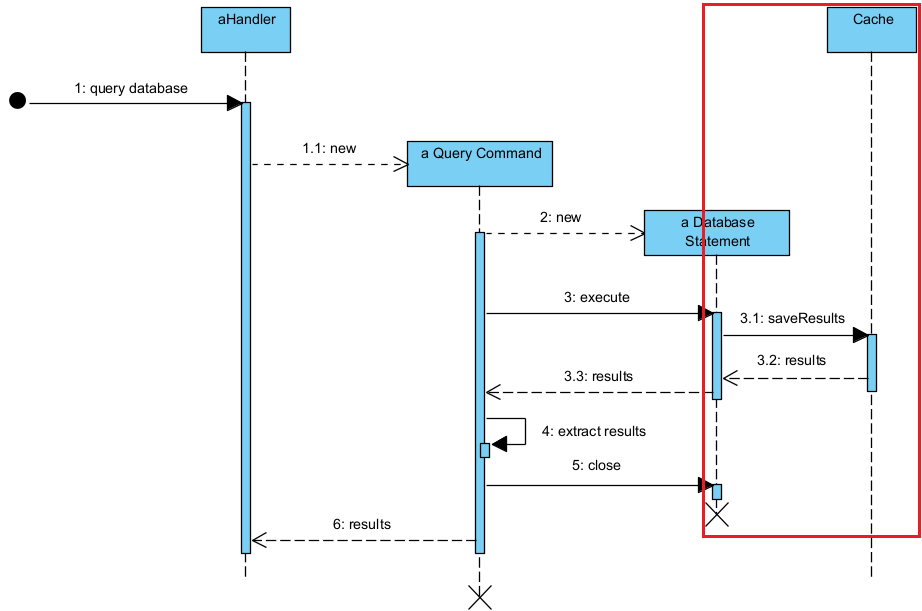 aHandler
Cache
1: query database
1.1: new
a Query Command
2: new
a Database
Statement
3: execute
3.1: saveResults
3.2: results
3.3: results
4: extract results
5: close
6: results